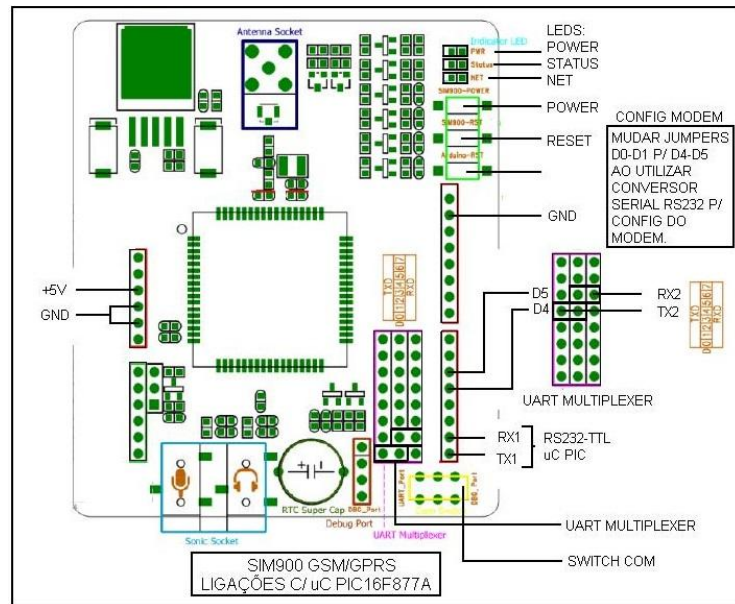 LEDS:
Indicator LED
POWER
STATUS
NET
PWR
Status
NET
Antenna Socket
SIM900-POWER
POWER
SIM900-RST
RESET
Arduino-RST
CONFIG MODEM
MUDAR JUMPERS
D0-D1 P/ D4-D5
AO UTILIZAR
CONVERSOR
SERIAL RS232 P/
CONFIG DO
MODEM.
GND
+5V
GND
TXD
D0|1|2|3|4|5|6|7
RXD
D5
D4
RX2
TX2
TXD
D0|1|2|3|4|5|6|7
RXD
UART MULTIPLEXER
RX1
TX1
RS232-TTL
uC PIC
UART_Port
DBG_Port
RTC Super Cap
DBG_Port
Debug Port
UART Multiplexer
Sonic Socket
UART MULTIPLEXER
SWITCH COM
SIM900 GSM/GPRS
LIGAÇÕES C/ uC PIC16F877A